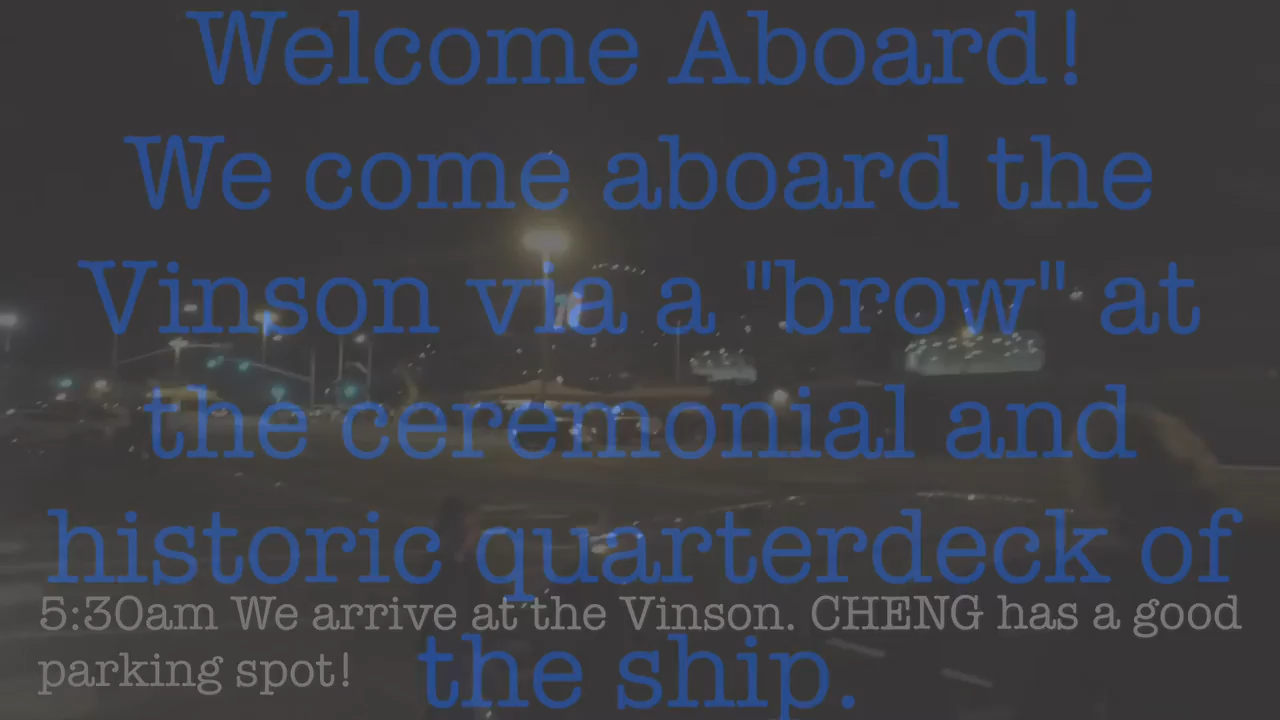 Welcome Aboard!
We come aboard the
Vinson via a "brow" at
the ceremonial and
historic quarterdeck of
the ship.
5:30am We arrive at the Vinson. CHENG has a good
parking spot!